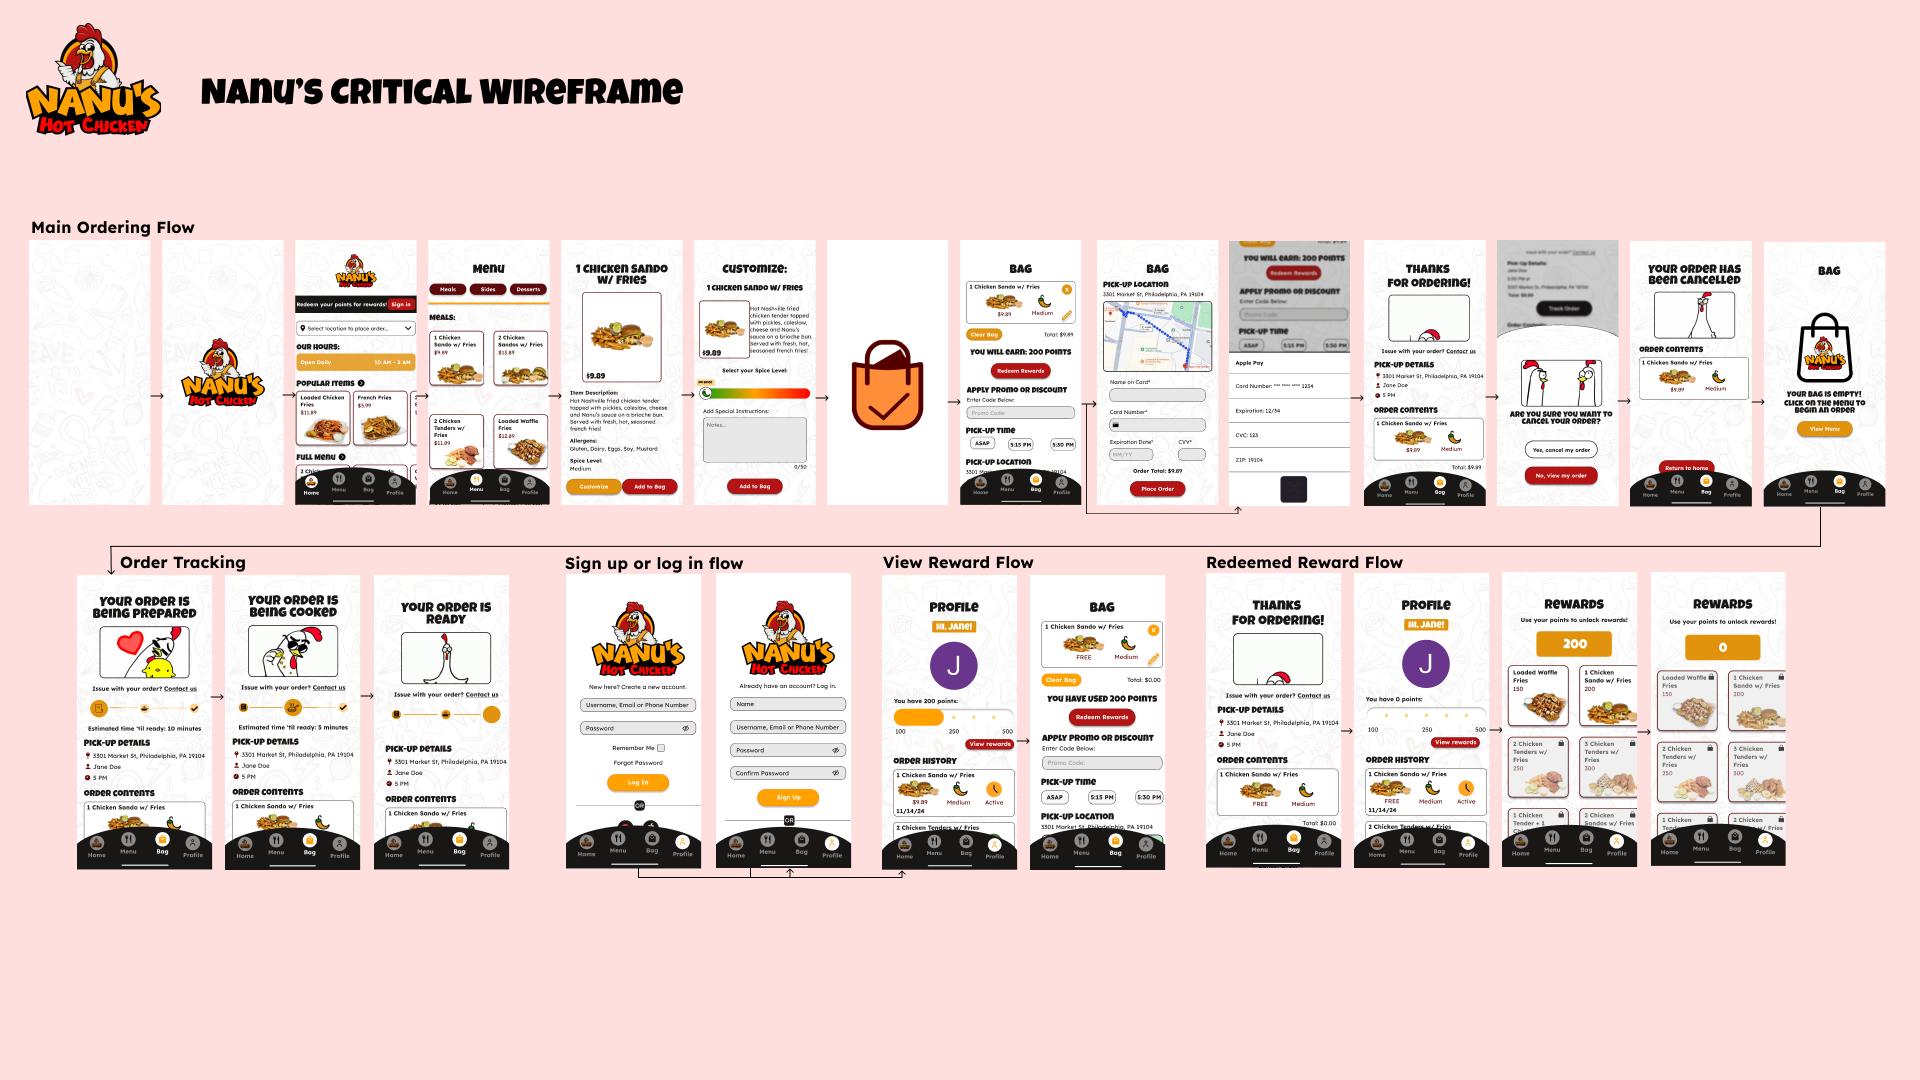 NANU'S
HOT CHICKEN
NANU'S CRITICAL WIREFRAME
Main Ordering Flow
NANU'S
HOT CHICKEN
NANU'S
HOT CHICKEN
Redeem your points for rewards! Sign in
Select location to place order...
OUR HOURS:
Open Daily 10 AM - 3 AM
POPULAR ITEMS
Loaded Chicken Fries
$11.89
French Fries
$3.99
FULL MENU
Home Menu Bag Profile
MENU
Meals Sides Desserts
MEALS:
1 Chicken Sando w/ Fries
$9.89
2 Chicken Sandos w/ Fries
$15.89
2 Chicken Tenders w/ Fries
$11.89
Loaded Waffle Fries
$12.89
Home Menu Bag Profile
1 CHICKEN SANDO
W/ FRIES
$9.89
Item Description:
Hot Nashville fried chicken tender
topped with pickles, coleslaw, cheese
and Nanu's sauce on a brioche bun.
Served with fresh, hot, seasoned
french fries!
Allergens:
Gluten, Dairy, Eggs, Soy, Mustard
Spice Level:
Medium
Customize Add to Bag
CUSTOMIZE:
1 CHICKEN SANDO W/ FRIES
Hot Nashville fried
chicken tender topped
with pickles, coleslaw,
cheese and Nanu's
sauce on a brioche bun.
Served with fresh, hot,
seasoned french fries!
$9.89
Select your Spice Level:
NO SPICE
Add Special Instructions:
Notes...
0/50
Add to Bag
BAG
1 Chicken Sando w/ Fries
X
$9.89 Medium
Clear Bag Total: $9.89
YOU WILL EARN: 200 POINTS
Redeem Rewards
APPLY PROMO OR DISCOUNT
Enter Code Below:
Promo Code
PICK-UP TIME
ASAP 5:15 PM 5:30 PM
PICK-UP LOCATION
Home Menu Bag Profile
BAG
PICK-UP LOCATION
3301 Market St, Philadelphia, PA 19104
Name on Card*
Card Number*
Expiration Date* CVV*
MM/YY
Order Total: $9.89
Place Order
YOU WILL EARN: 200 POINTS
Redeem Rewards
APPLY PROMO OR DISCOUNT
Enter Code Below:
Promo Code
PICK-UP TIME
ASAP 5:15 PM 5:30 PM
Apple Pay
Card Number: **** **** **** 1234
Expiration: 12/34
CVC: 123
ZIP: 19104
THANKS
FOR ORDERING!
Issue with your order? Contact us
PICK-UP DETAILS
3301 Market St, Philadelphia, PA 19104
Jane Doe
5 PM
ORDER CONTENTS
1 Chicken Sando w/ Fries
$9.89 Medium
Total: $9.89
Home Menu Bag Profile
Issue with your order? Contact us
Pick-Up Details:
Jane Doe
5:00 PM
Track Order
ARE YOU SURE YOU WANT TO
CANCEL YOUR ORDER?
Yes, cancel my order
No, view my order
YOUR ORDER HAS
BEEN CANCELLED
ORDER CONTENTS
1 Chicken Sando w/ Fries
$9.89 Medium
Return to home
Home Menu Bag Profile
BAG
NANU'S
HOT CHICKEN
YOUR BAG IS EMPTY!
CLICK ON THE MENU TO
BEGIN AN ORDER
View Menu
Home Menu Bag Profile
Order Tracking
YOUR ORDER IS
BEING PREPARED
Issue with your order? Contact us
Estimated time 'til ready: 10 minutes
PICK-UP DETAILS
3301 Market St, Philadelphia, PA 19104
Jane Doe
5 PM
ORDER CONTENTS
1 Chicken Sando w/ Fries
Home Menu Bag Profile
YOUR ORDER IS
BEING COOKED
Issue with your order? Contact us
Estimated time 'til ready: 5 minutes
PICK-UP DETAILS
3301 Market St, Philadelphia, PA 19104
Jane Doe
5 PM
ORDER CONTENTS
1 Chicken Sando w/ Fries
Home Menu Bag Profile
YOUR ORDER IS
READY
Issue with your order? Contact us
PICK-UP DETAILS
3301 Market St, Philadelphia, PA 19104
Jane Doe
5 PM
ORDER CONTENTS
1 Chicken Sando w/ Fries
Home Menu Bag Profile
Sign up or log in flow
NANU'S
HOT CHICKEN
New here? Create a new account.
Username, Email or Phone Number
Password
Remember Me
Forgot Password
Log In
OR
Home Menu Bag Profile
NANU'S
HOT CHICKEN
Already have an account? Log in.
Name
Username, Email or Phone Number
Password
Confirm Password
Sign Up
OR
Home Menu Bag Profile
View Reward Flow
PROFILE
HI, JANE!
J
You have 200 points:
100 250 500
View rewards
ORDER HISTORY
1 Chicken Sando w/ Fries
$9.89 Medium Active
11/14/24
2 Chicken Tenders w/ Fries
Home Menu Bag Profile
BAG
1 Chicken Sando w/ Fries
X
FREE Medium
Clear Bag Total: $0.00
YOU HAVE USED 200 POINTS
Redeem Rewards
APPLY PROMO OR DISCOUNT
Enter Code Below:
Promo Code:
PICK-UP TIME
ASAP 5:15 PM 5:30 PM
PICK-UP LOCATION
3301 Market St, Philadelphia, PA 19104
Home Menu Bag Profile
Redeemed Reward Flow
THANKS
FOR ORDERING!
Issue with your order? Contact us
PICK-UP DETAILS
3301 Market St, Philadelphia, PA 19104
Jane Doe
5 PM
ORDER CONTENTS
1 Chicken Sando w/ Fries
FREE Medium
Total: $0.00
Home Menu Bag Profile
PROFILE
HI, JANE!
J
You have 0 points:
100 250 500
View rewards
ORDER HISTORY
1 Chicken Sando w/ Fries
FREE Medium Active
11/14/24
2 Chicken Tenders w/ Fries
Home Menu Bag Profile
REWARDS
Use your points to unlock rewards!
200
Loaded Waffle Fries
150
1 Chicken Sando w/ Fries
200
2 Chicken Tenders w/ Fries
250
3 Chicken Tenders w/ Fries
300
1 Chicken Tender + 1
2 Chicken Sandos w/ Fries
Home Menu Bag Profile
REWARDS
Use your points to unlock rewards!
0
Loaded Waffle Fries
150
1 Chicken Sando w/ Fries
200
2 Chicken Tenders w/ Fries
250
3 Chicken Tenders w/ Fries
300
1 Chicken
2 Chicken
Home Menu Bag Profile